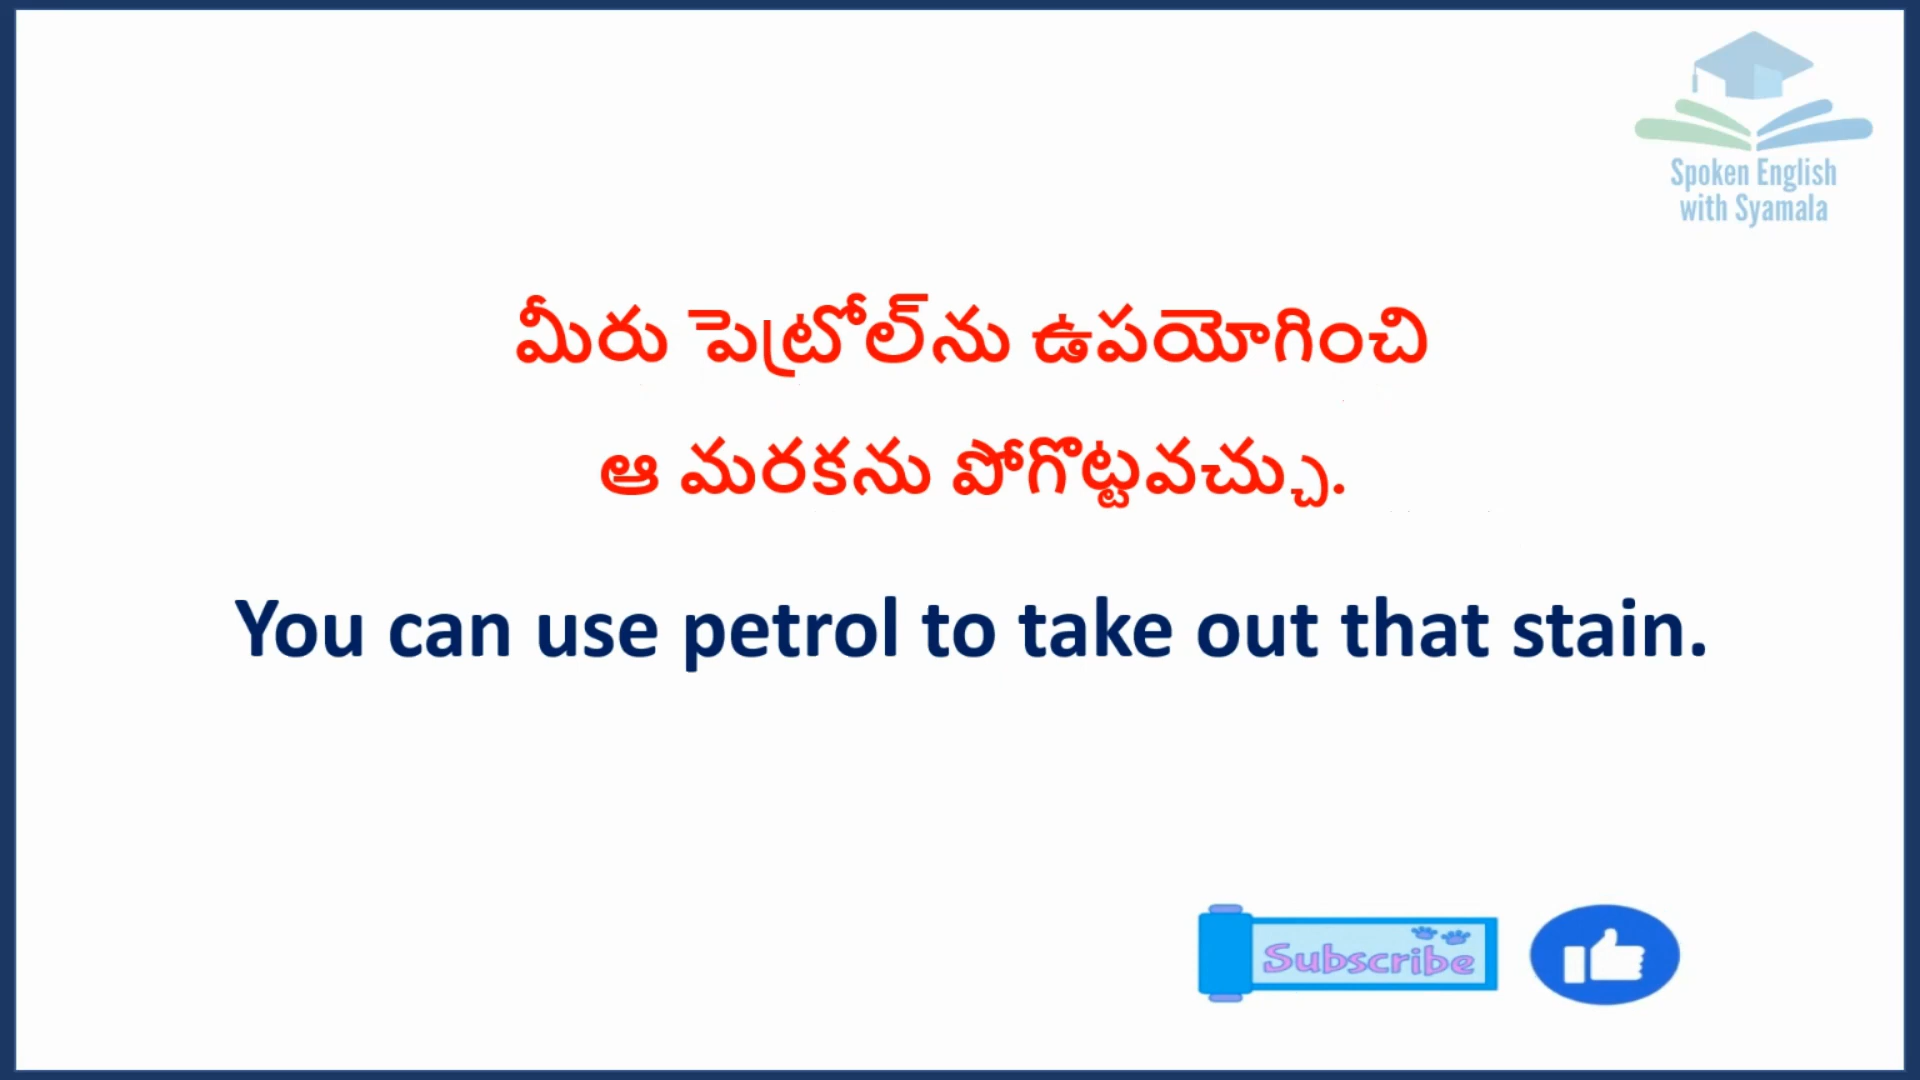 Spoken English
with Syamala
మీరు పెట్రోల్‌ను ఉపయోగించి
ఆ మరకను పోగొట్టవచ్చు.
You can use petrol to take out that stain.
Subscribe